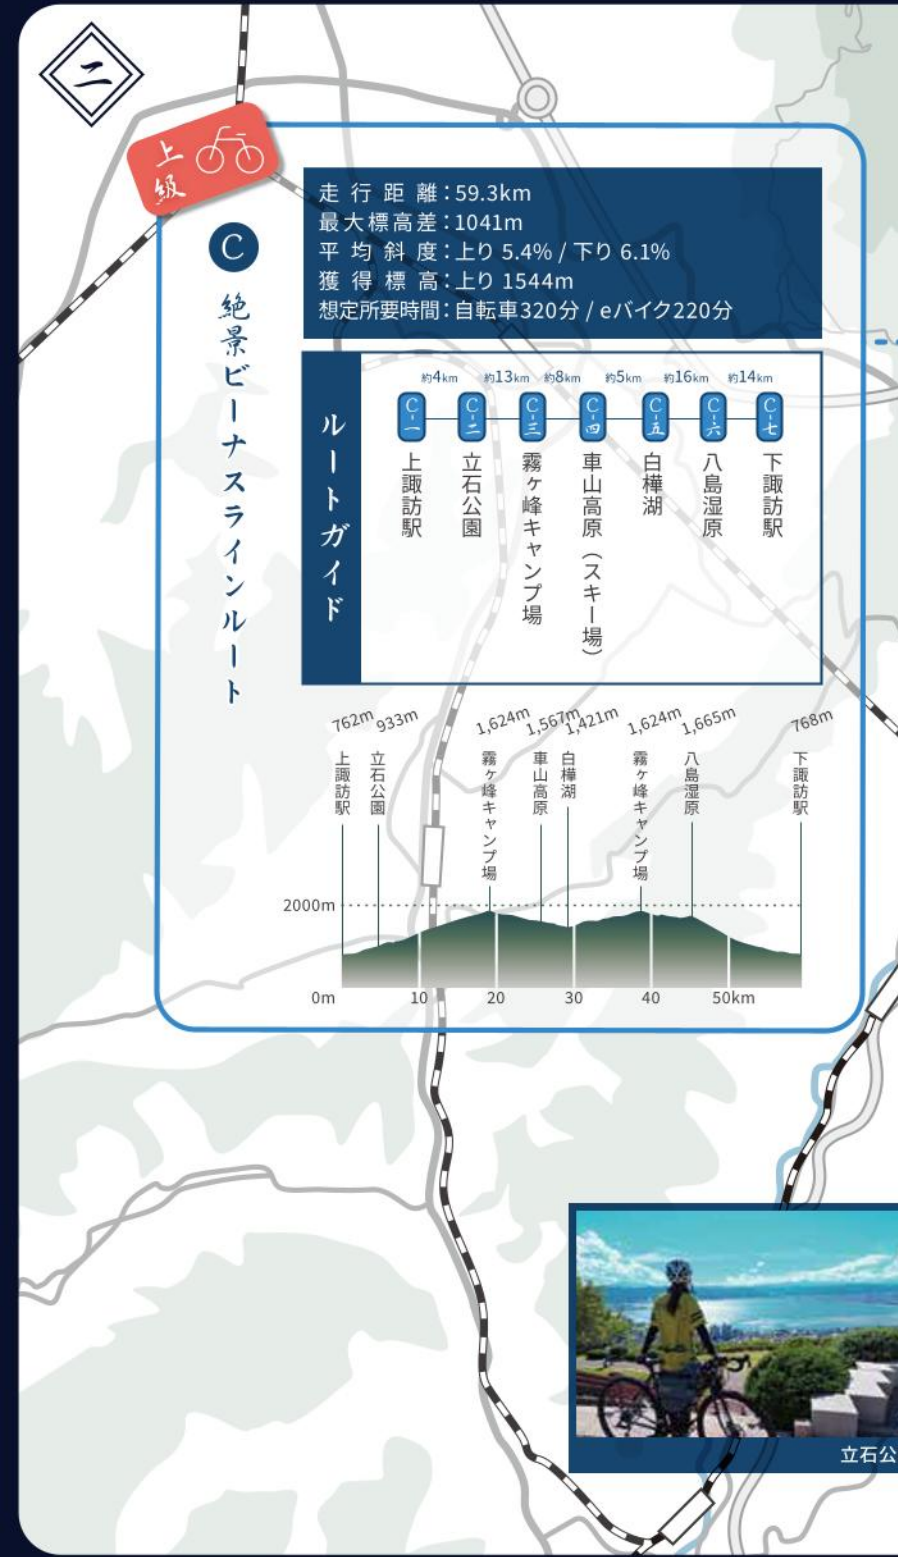 二
上級
C
絶景ビーナスラインルート
走行距離：59.3km
最大標高差：1041m
平均斜度：上り 5.4% / 下り 6.1%
獲得標高：上り 1544m
想定所要時間：自転車320分 / eバイク220分
ルートガイド
約4km 約13km 約8km 約5km 約16km 約14km
C-一 C-二 C-三 C-四 C-五 C-六 C-七
上諏訪駅
立石公園
霧ヶ峰キャンプ場
車山高原（スキー場）
白樺湖
八島湿原
下諏訪駅
762m 933m 1,624m 1,567m 1,421m 1,624m 1,665m 768m
上諏訪駅
立石公園
霧ヶ峰キャンプ場
車山高原
白樺湖
霧ヶ峰キャンプ場
八島湿原
下諏訪駅
2000m
0m 10 20 30 40 50km
立石公